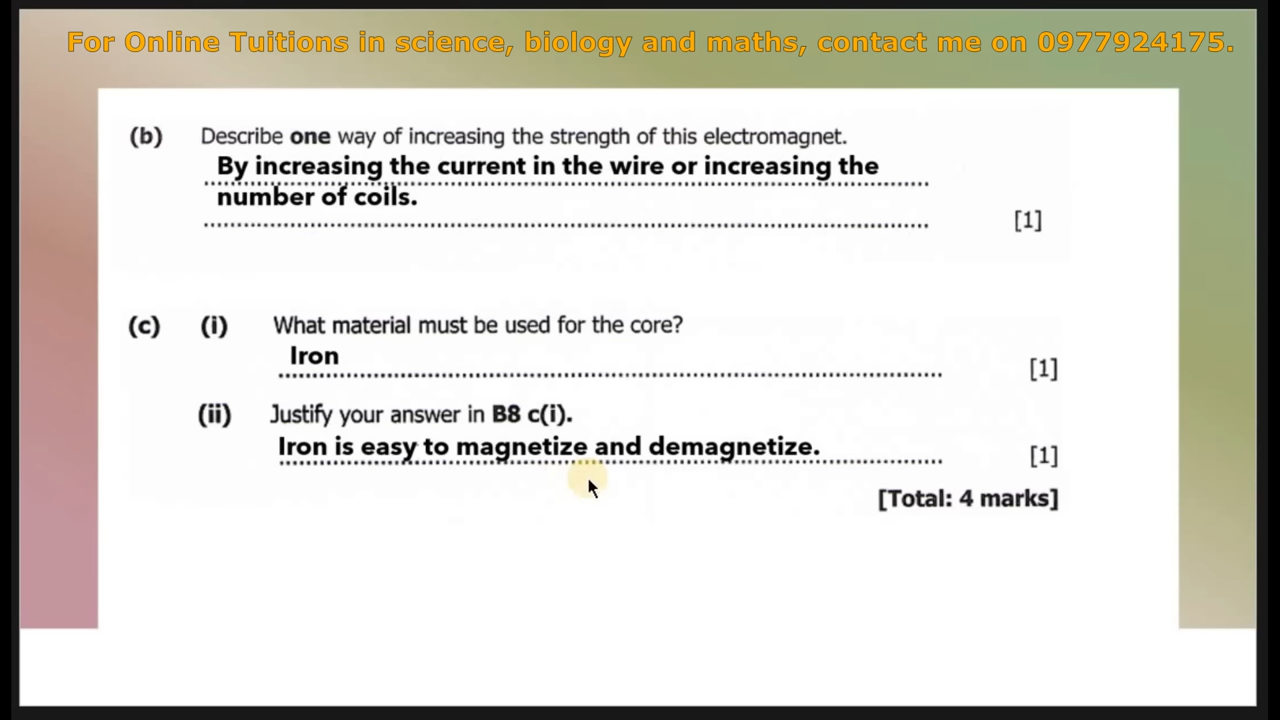 For Online Tuitions in science, biology and maths, contact me on 0977924175.
(b) Describe one way of increasing the strength of this electromagnet.
By increasing the current in the wire or increasing the
number of coils.
[1]
(c) (i) What material must be used for the core?
Iron
[1]
(ii) Justify your answer in B8 c(i).
Iron is easy to magnetize and demagnetize.
[1]
[Total: 4 marks]